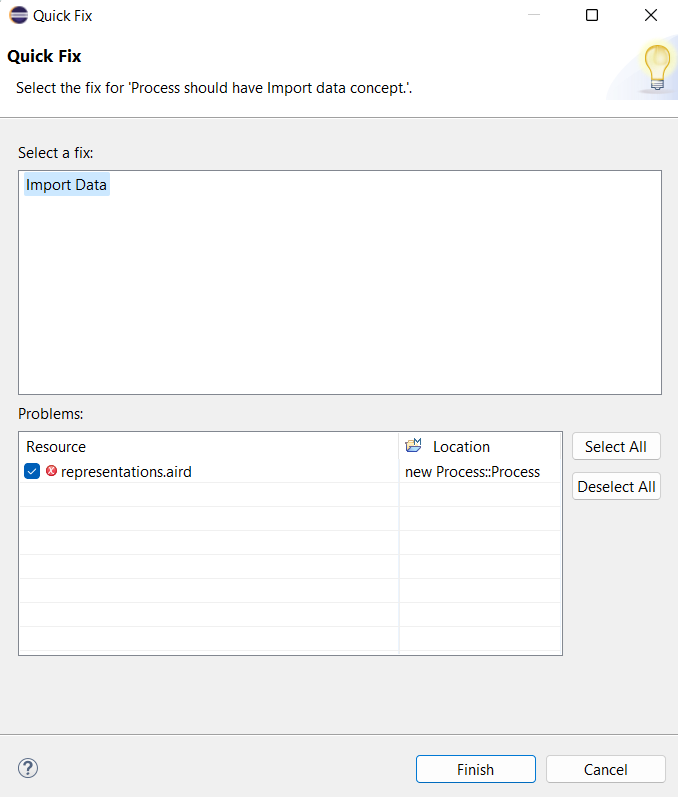 Quick Fix
Quick Fix
Select the fix for 'Process should have Import data concept.'.
Select a fix:
Import Data
Problems:
Resource Location
representations.aird new Process::Process
Select All
Deselect All
?
Finish Cancel